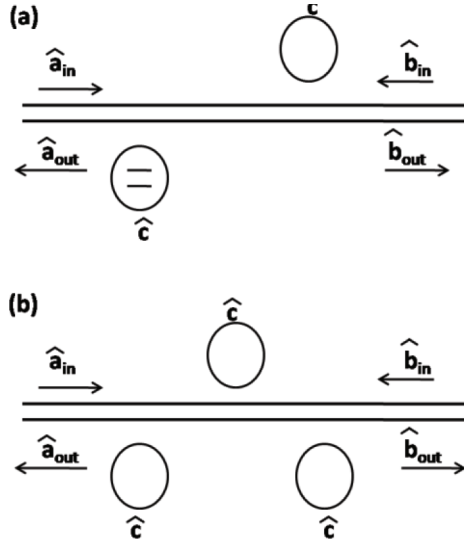 (a)
c
â_in
b̂_in
â_out
b̂_out
ĉ
(b)
ĉ
â_in
b̂_in
â_out
b̂_out
ĉ ĉ